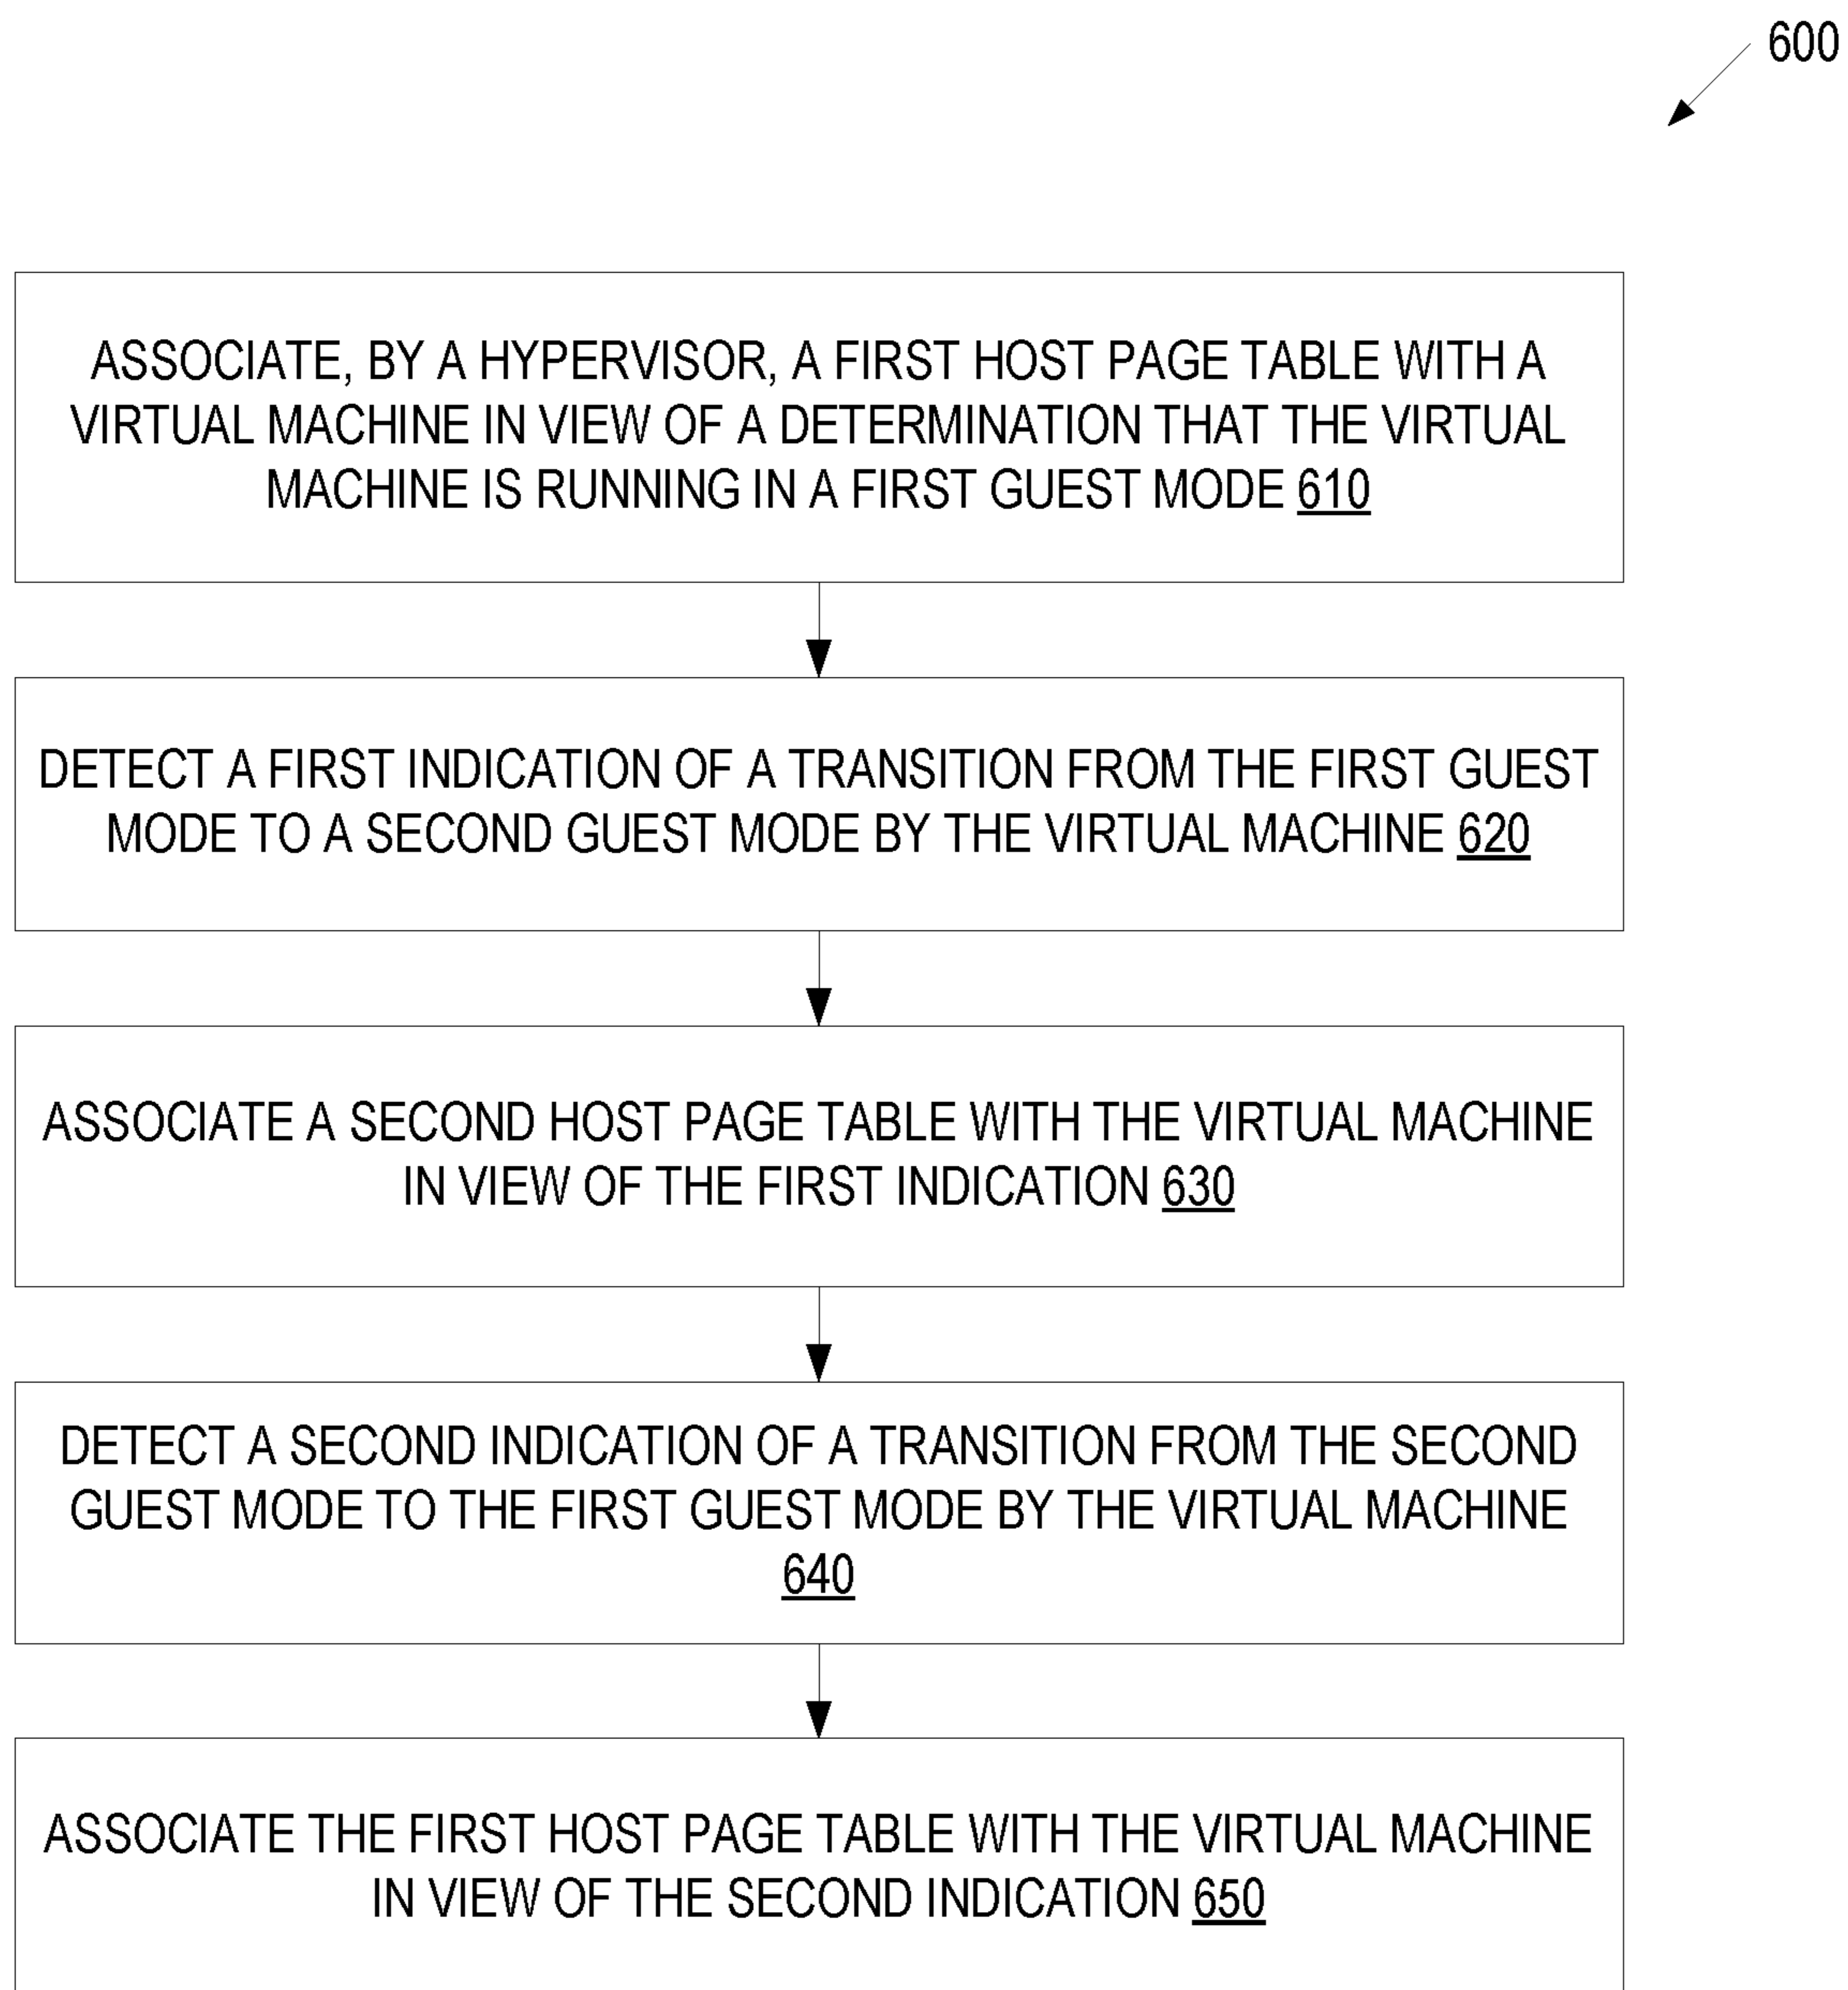 600
ASSOCIATE, BY A HYPERVISOR, A FIRST HOST PAGE TABLE WITH A
VIRTUAL MACHINE IN VIEW OF A DETERMINATION THAT THE VIRTUAL
MACHINE IS RUNNING IN A FIRST GUEST MODE 610
DETECT A FIRST INDICATION OF A TRANSITION FROM THE FIRST GUEST
MODE TO A SECOND GUEST MODE BY THE VIRTUAL MACHINE 620
ASSOCIATE A SECOND HOST PAGE TABLE WITH THE VIRTUAL MACHINE
IN VIEW OF THE FIRST INDICATION 630
DETECT A SECOND INDICATION OF A TRANSITION FROM THE SECOND
GUEST MODE TO THE FIRST GUEST MODE BY THE VIRTUAL MACHINE
640
ASSOCIATE THE FIRST HOST PAGE TABLE WITH THE VIRTUAL MACHINE
IN VIEW OF THE SECOND INDICATION 650